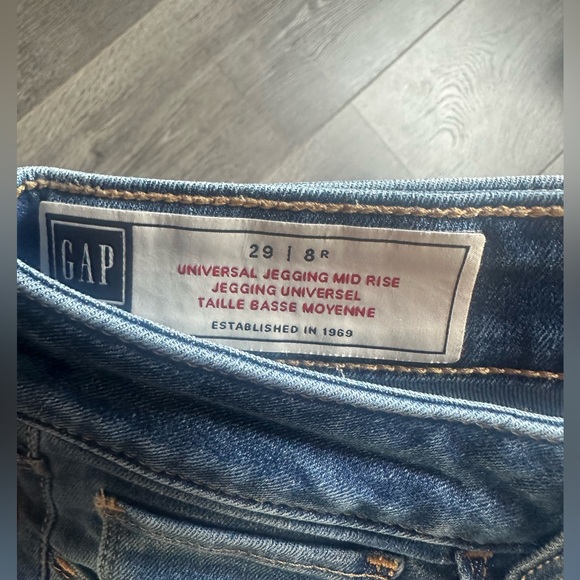 GAP
29 | 8R
UNIVERSAL JEGGING MID RISE
JEGGING UNIVERSEL
TAILLE BASSE MOYENNE
ESTABLISHED IN 1969